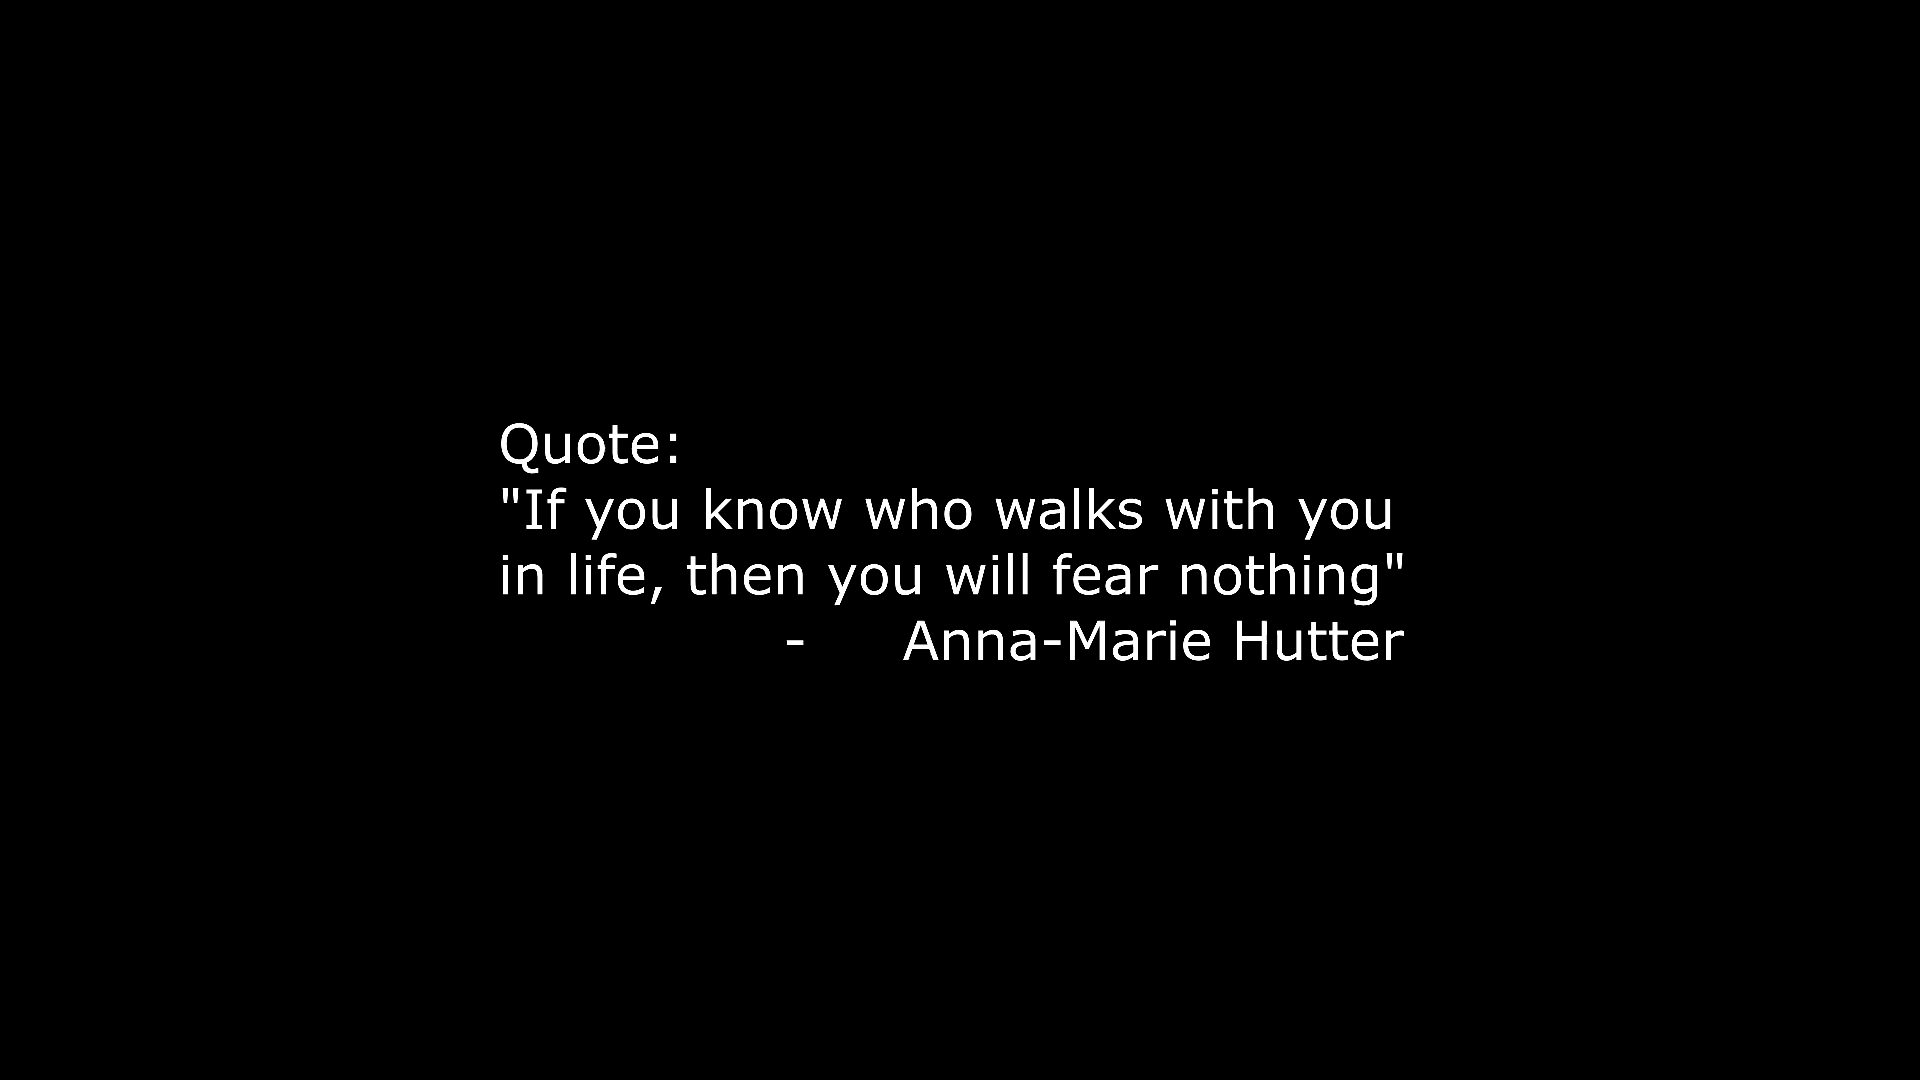 Quote:
"If you know who walks with you
in life, then you will fear nothing"
- Anna-Marie Hutter